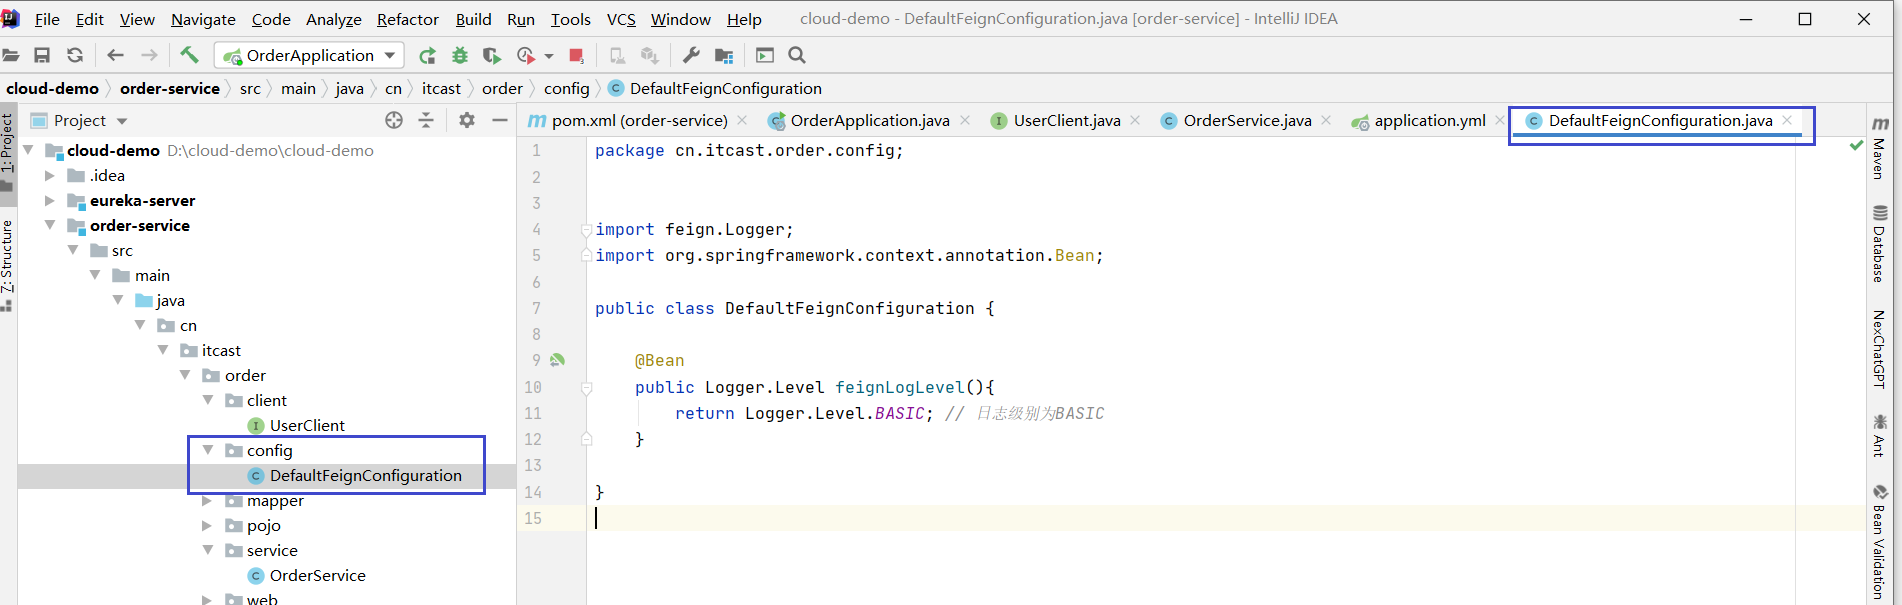 File Edit View Navigate Code Analyze Refactor Build Run Tools VCS Window Help cloud-demo - DefaultFeignConfiguration.java [order-service] - IntelliJ IDEA
OrderApplication
cloud-demo order-service src main java cn itcast order config DefaultFeignConfiguration
Project
pom.xml (order-service) OrderApplication.java UserClient.java OrderService.java application.yml DefaultFeignConfiguration.java
1: Project
7: Structure
cloud-demo D:\cloud-demo\cloud-demo
.idea
eureka-server
order-service
src
main
java
cn
itcast
order
client
UserClient
config
DefaultFeignConfiguration
mapper
pojo
service
OrderService
web
1 package cn.itcast.order.config;
2
3
4 import feign.Logger;
5 import org.springframework.context.annotation.Bean;
6
7 public class DefaultFeignConfiguration {
8
9 @Bean
10 public Logger.Level feignLogLevel(){
11 return Logger.Level.BASIC; // 日志级别为BASIC
12 }
13
14 }
15
Maven
Database
NexChatGPT
Ant
Bean Validation